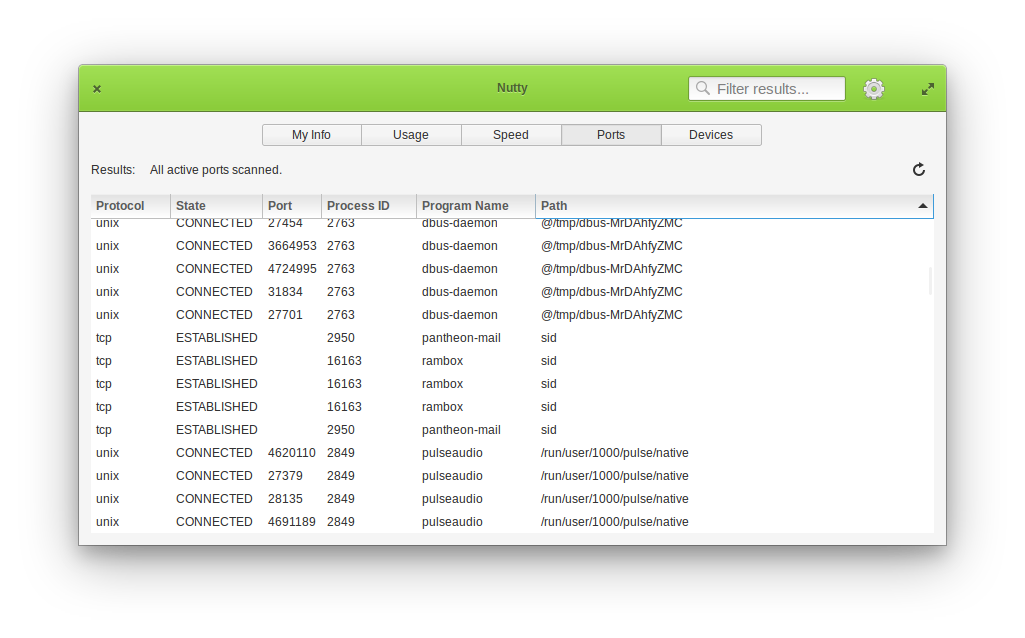 Nutty
Filter results...
My Info Usage Speed Ports Devices
Results: All active ports scanned.
Protocol State Port Process ID Program Name Path
unix CONNECTED 27454 2763 dbus-daemon @/tmp/dbus-MrDAhfyZMC
unix CONNECTED 3664953 2763 dbus-daemon @/tmp/dbus-MrDAhfyZMC
unix CONNECTED 4724995 2763 dbus-daemon @/tmp/dbus-MrDAhfyZMC
unix CONNECTED 31834 2763 dbus-daemon @/tmp/dbus-MrDAhfyZMC
unix CONNECTED 27701 2763 dbus-daemon @/tmp/dbus-MrDAhfyZMC
tcp ESTABLISHED 2950 pantheon-mail sid
tcp ESTABLISHED 16163 rambox sid
tcp ESTABLISHED 16163 rambox sid
tcp ESTABLISHED 16163 rambox sid
tcp ESTABLISHED 2950 pantheon-mail sid
unix CONNECTED 4620110 2849 pulseaudio /run/user/1000/pulse/native
unix CONNECTED 27379 2849 pulseaudio /run/user/1000/pulse/native
unix CONNECTED 28135 2849 pulseaudio /run/user/1000/pulse/native
unix CONNECTED 4691189 2849 pulseaudio /run/user/1000/pulse/native